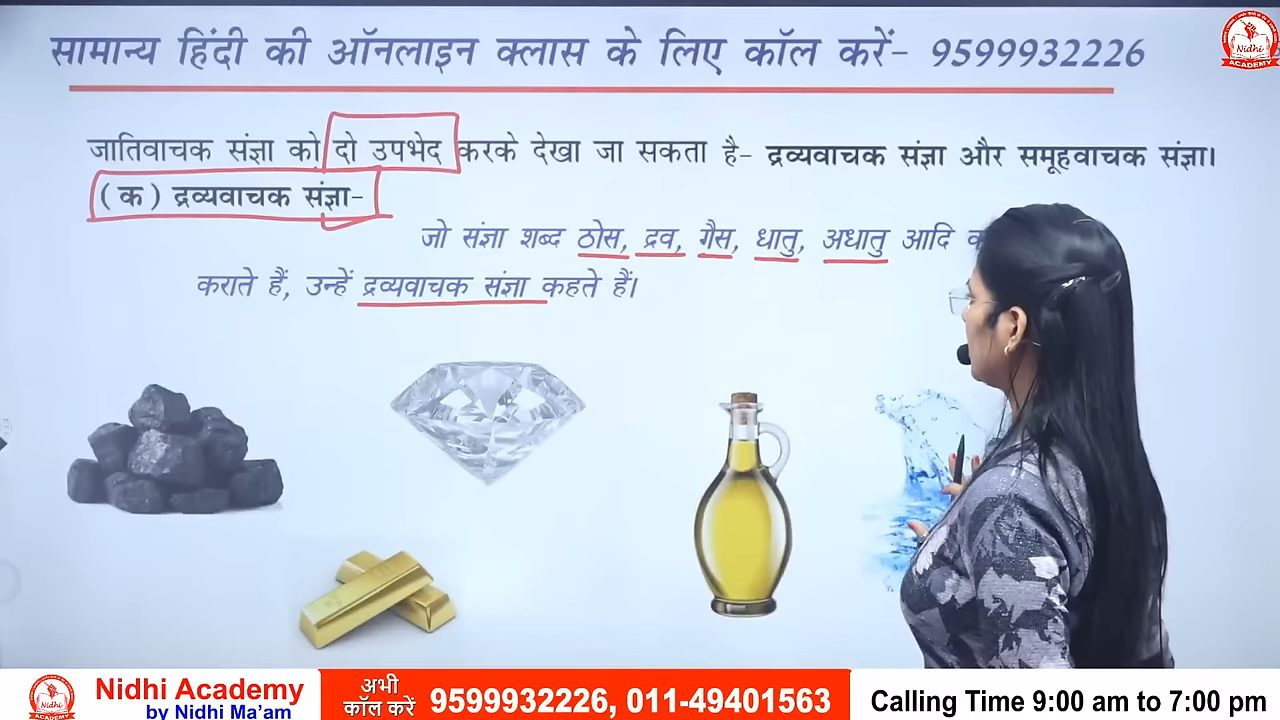 सामान्य हिंदी की ऑनलाइन क्लास के लिए कॉल करें- 9599932226
Nidhi
ACADEMY
जातिवाचक संज्ञा को दो उपभेद करके देखा जा सकता है- द्रव्यवाचक संज्ञा और समूहवाचक संज्ञा।
(क) द्रव्यवाचक संज्ञा-
जो संज्ञा शब्द ठोस, द्रव, गैस, धातु, अधातु आदि
कराते हैं, उन्हें द्रव्यवाचक संज्ञा कहते हैं।
Nidhi Academy
by Nidhi Ma'am
अभी
कॉल करें
9599932226, 011-49401563
Calling Time 9:00 am to 7:00 pm